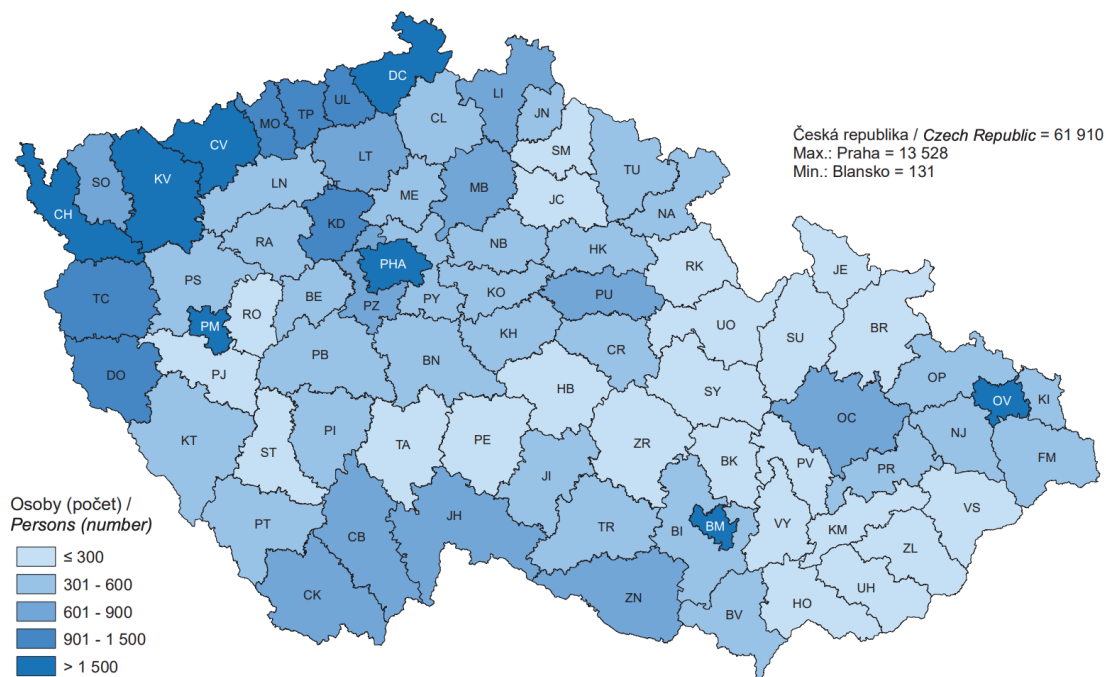 DC
LI
UL
TP
MO
CL
JN
CV
SM
LT
TU
SO
KV
LN
ME
MB
JC
CH
NA
KD
RA
NB
HK
PHA
RK
JE
PS
TC
BE
PZ
PY
KO
PU
RO
PM
UO
SU
BR
KH
CR
PB
BN
DO
PJ
HB
SY
OP
OV
KI
OC
NJ
KT
ST
PI
TA
PE
ZR
BK
PV
PR
FM
JI
PT
CB
JH
TR
BI
BM
VY
KM
VS
ZL
CK
ZN
BV
HO
UH
Česká republika / Czech Republic = 61 910
Max.: Praha = 13 528
Min.: Blansko = 131
Osoby (počet) /
Persons (number)
≤ 300
301 - 600
601 - 900
901 - 1 500
> 1 500